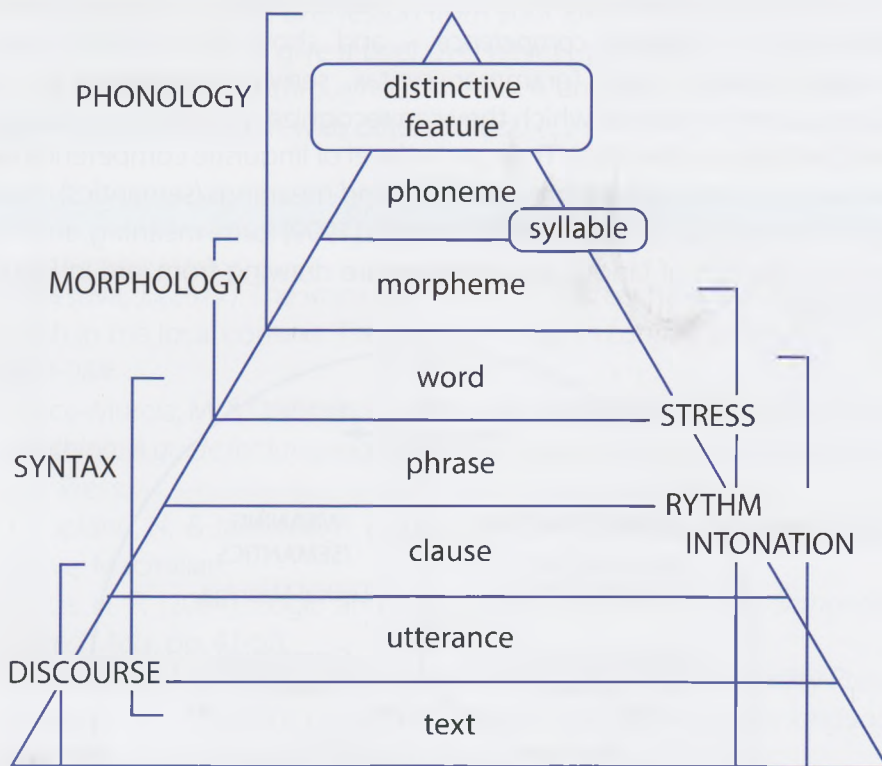 PHONOLOGY
distinctive
feature
phoneme
syllable
MORPHOLOGY
morpheme
word
STRESS
SYNTAX
phrase
RYTHM
INTONATION
clause
utterance
DISCOURSE
text